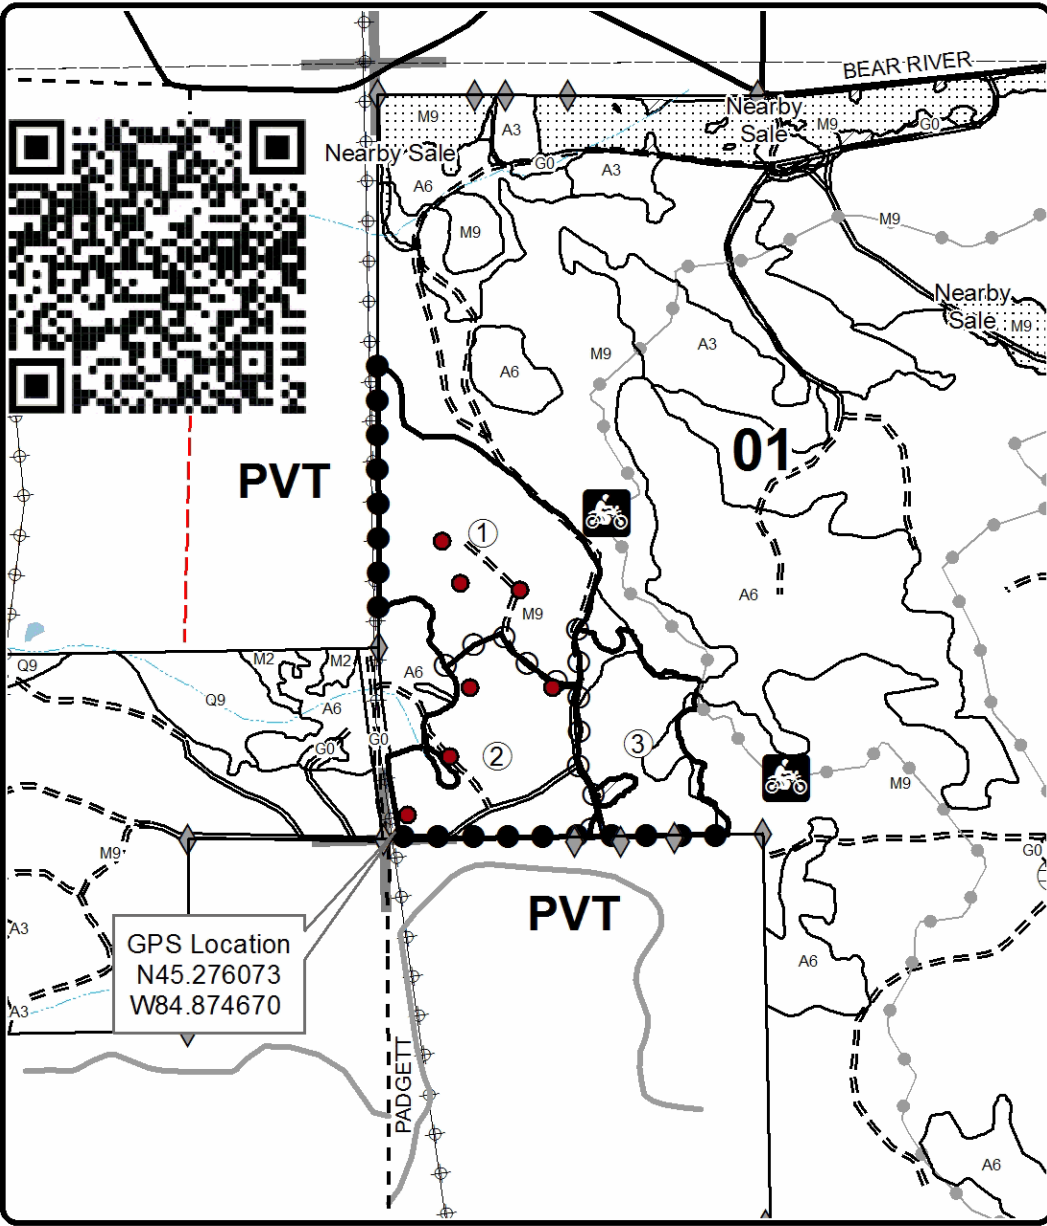 BEAR RIVER
Nearby
Sale
M9
A3
M9
G0
Nearby Sale
G0
A3
A6
M9
M9
Nearby
Sale
M9
M9
A3
A6
01
PVT
1
M9
A6
Q9
M2
M2
A6
Q9
A6
G0
G0
2
3
M9
M9
G0
PVT
A3
GPS Location
N45.276073
W84.874670
A6
A3
PADGETT
A6